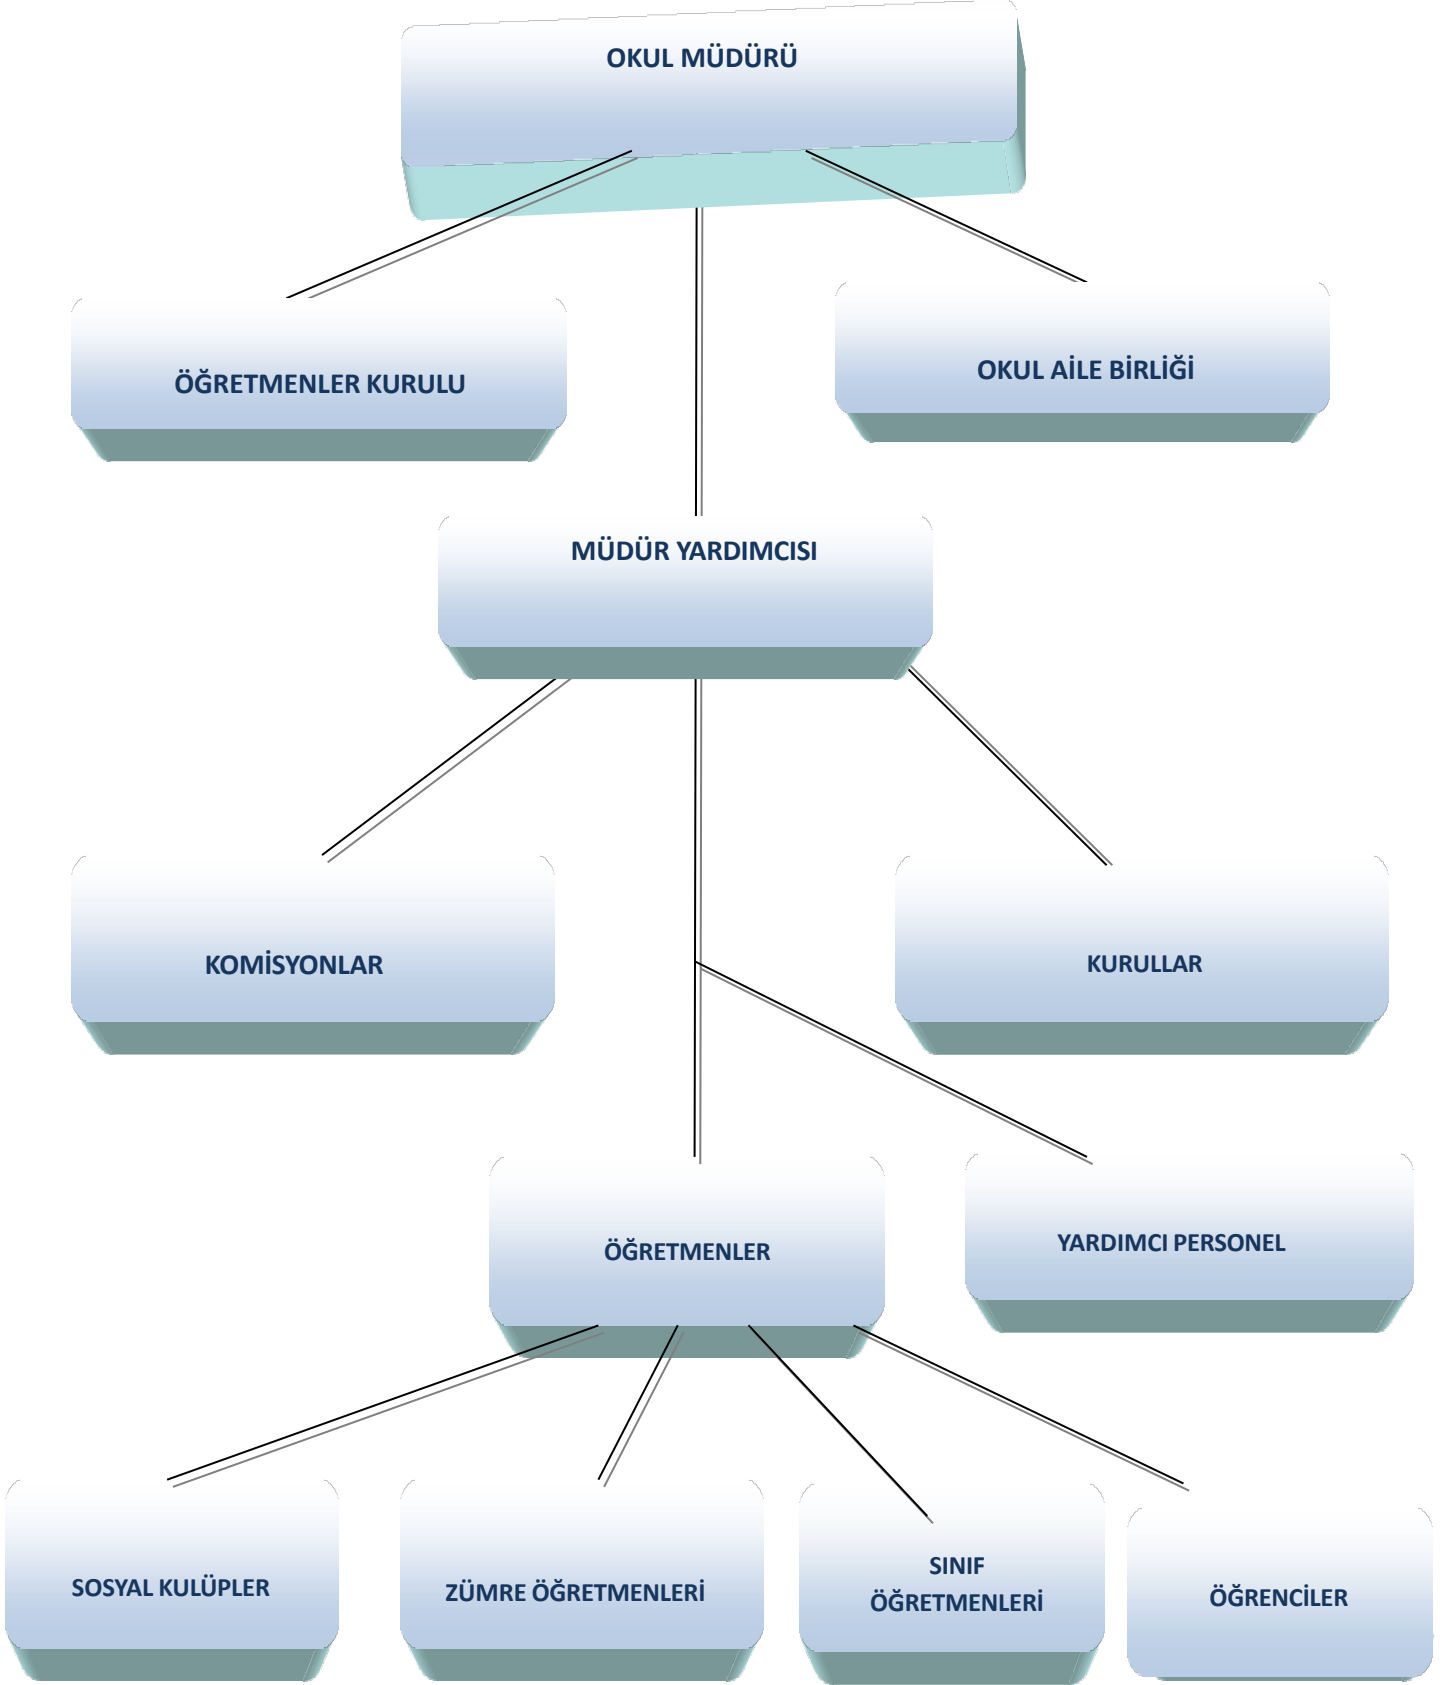 OKUL MÜDÜRÜ
ÖĞRETMENLER KURULU
OKUL AİLE BİRLİĞİ
MÜDÜR YARDIMCISI
KOMİSYONLAR
KURULLAR
ÖĞRETMENLER
YARDIMCI PERSONEL
SOSYAL KULÜPLER
ZÜMRE ÖĞRETMENLERİ
SINIF
ÖĞRETMENLERİ
ÖĞRENCİLER